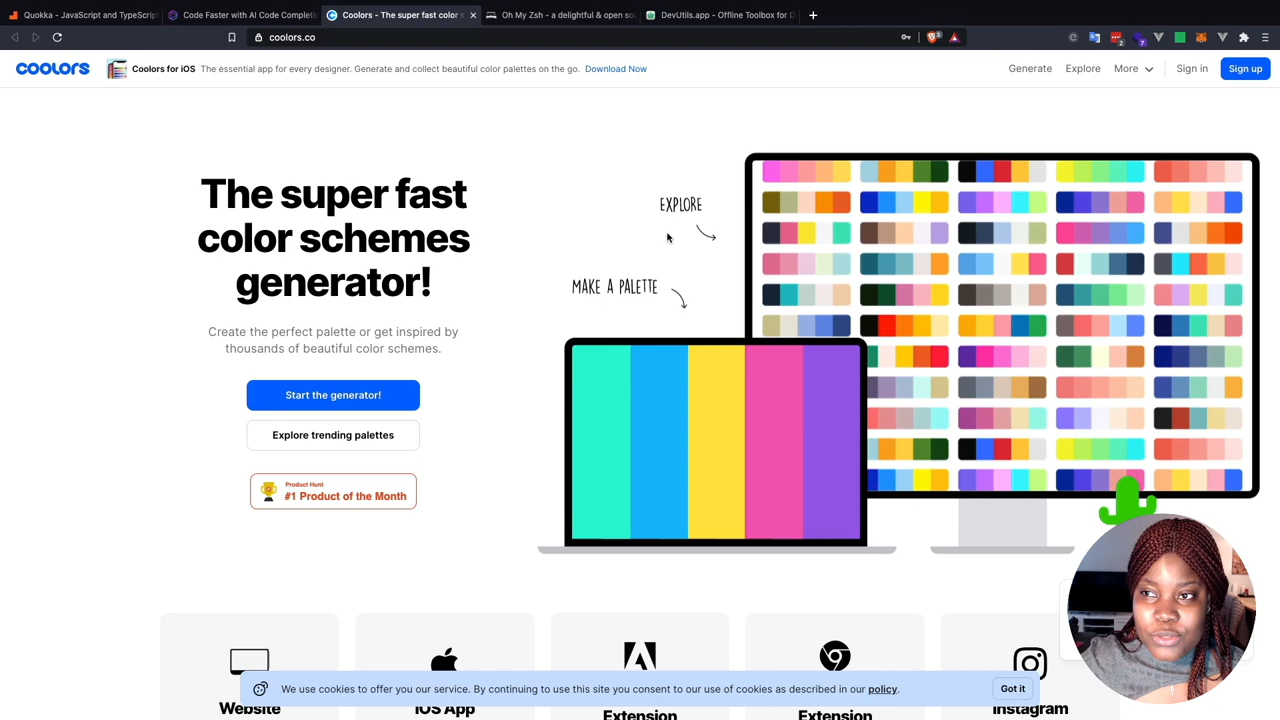 Quokka - JavaScript and TypeScript
Code Faster with AI Code Completi
Coolors - The super fast color s
Oh My Zsh - a delightful & open so
DevUtils.app - Offline Toolbox for D
coolors.co
coolors
Coolors for iOS
The essential app for every designer. Generate and collect beautiful color palettes on the go.
Download Now
Generate
Explore
More
Sign in
Sign up
The super fast
color schemes
generator!
Create the perfect palette or get inspired by
thousands of beautiful color schemes.
Start the generator!
Explore trending palettes
Product Hunt
#1 Product of the Month
EXPLORE
MAKE A PALETTE
Website
iOS App
Extension
Extension
Instagram
We use cookies to offer you our service. By continuing to use this site you consent to our use of cookies as described in our policy.
Got it